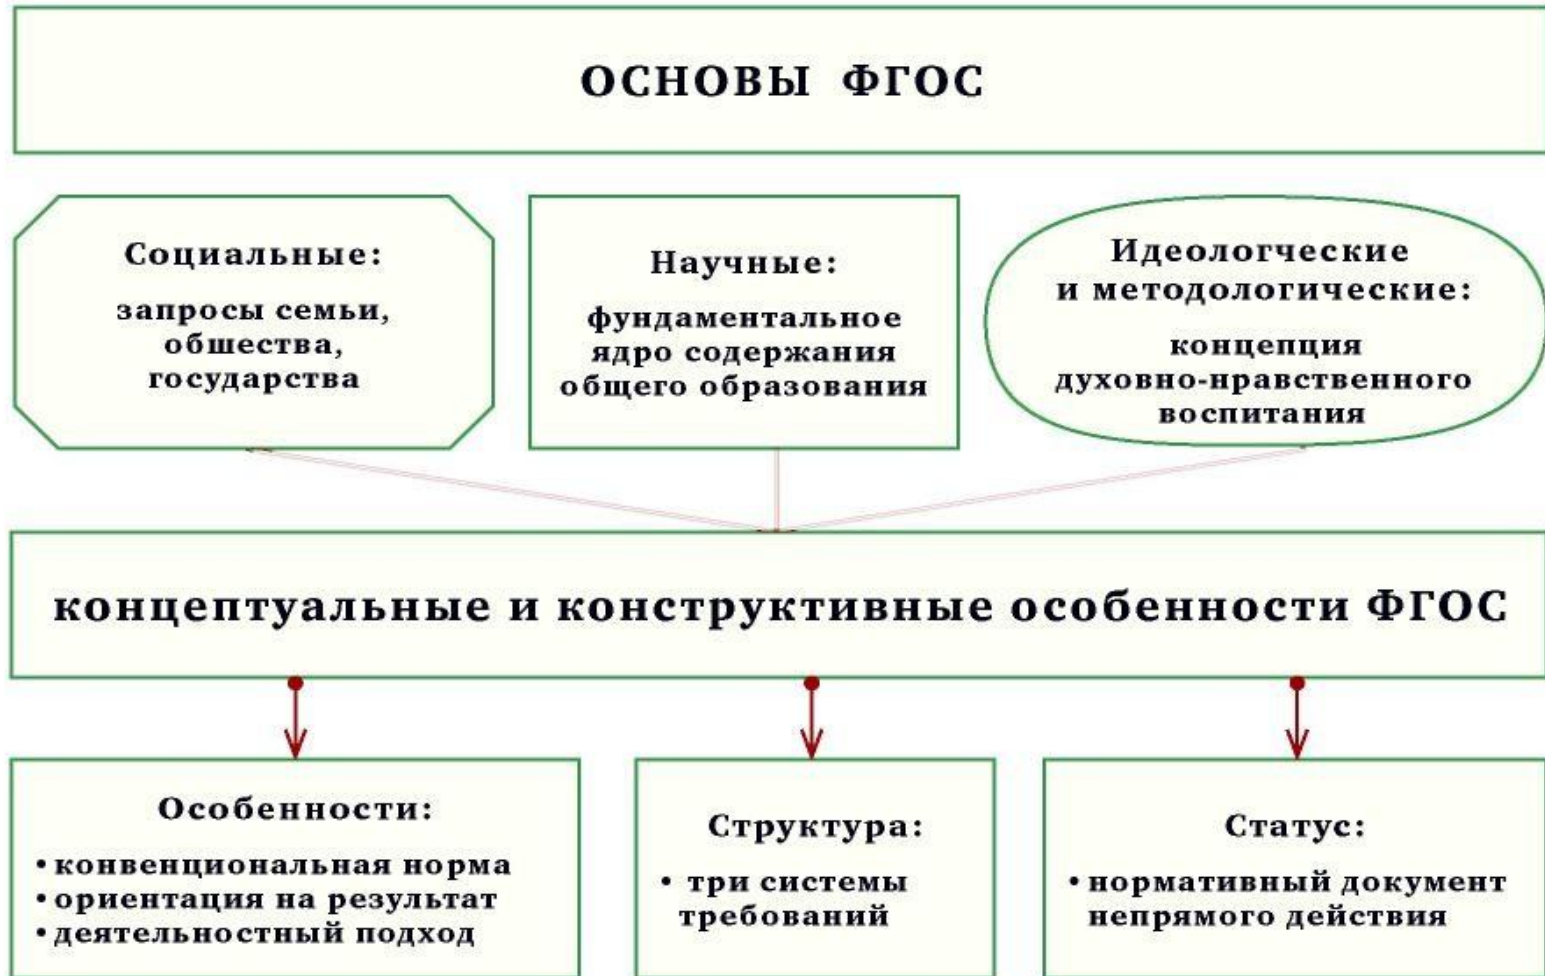 ОСНОВЫ ФГОС
Социальные:
запросы семьи,
обшества,
государства
Научные:
фундаментальное
ядро содержания
общего образования
Идеологческие
и методологические:
концепция
духовно-нравственного
воспитания
концептуальные и конструктивные особенности ФГОС
Особенности:
•конвенциональная норма
•ориентация на результат
•деятельностный подход
Структура:
• три системы
требований
Статус:
•нормативный документ
непрямого действия